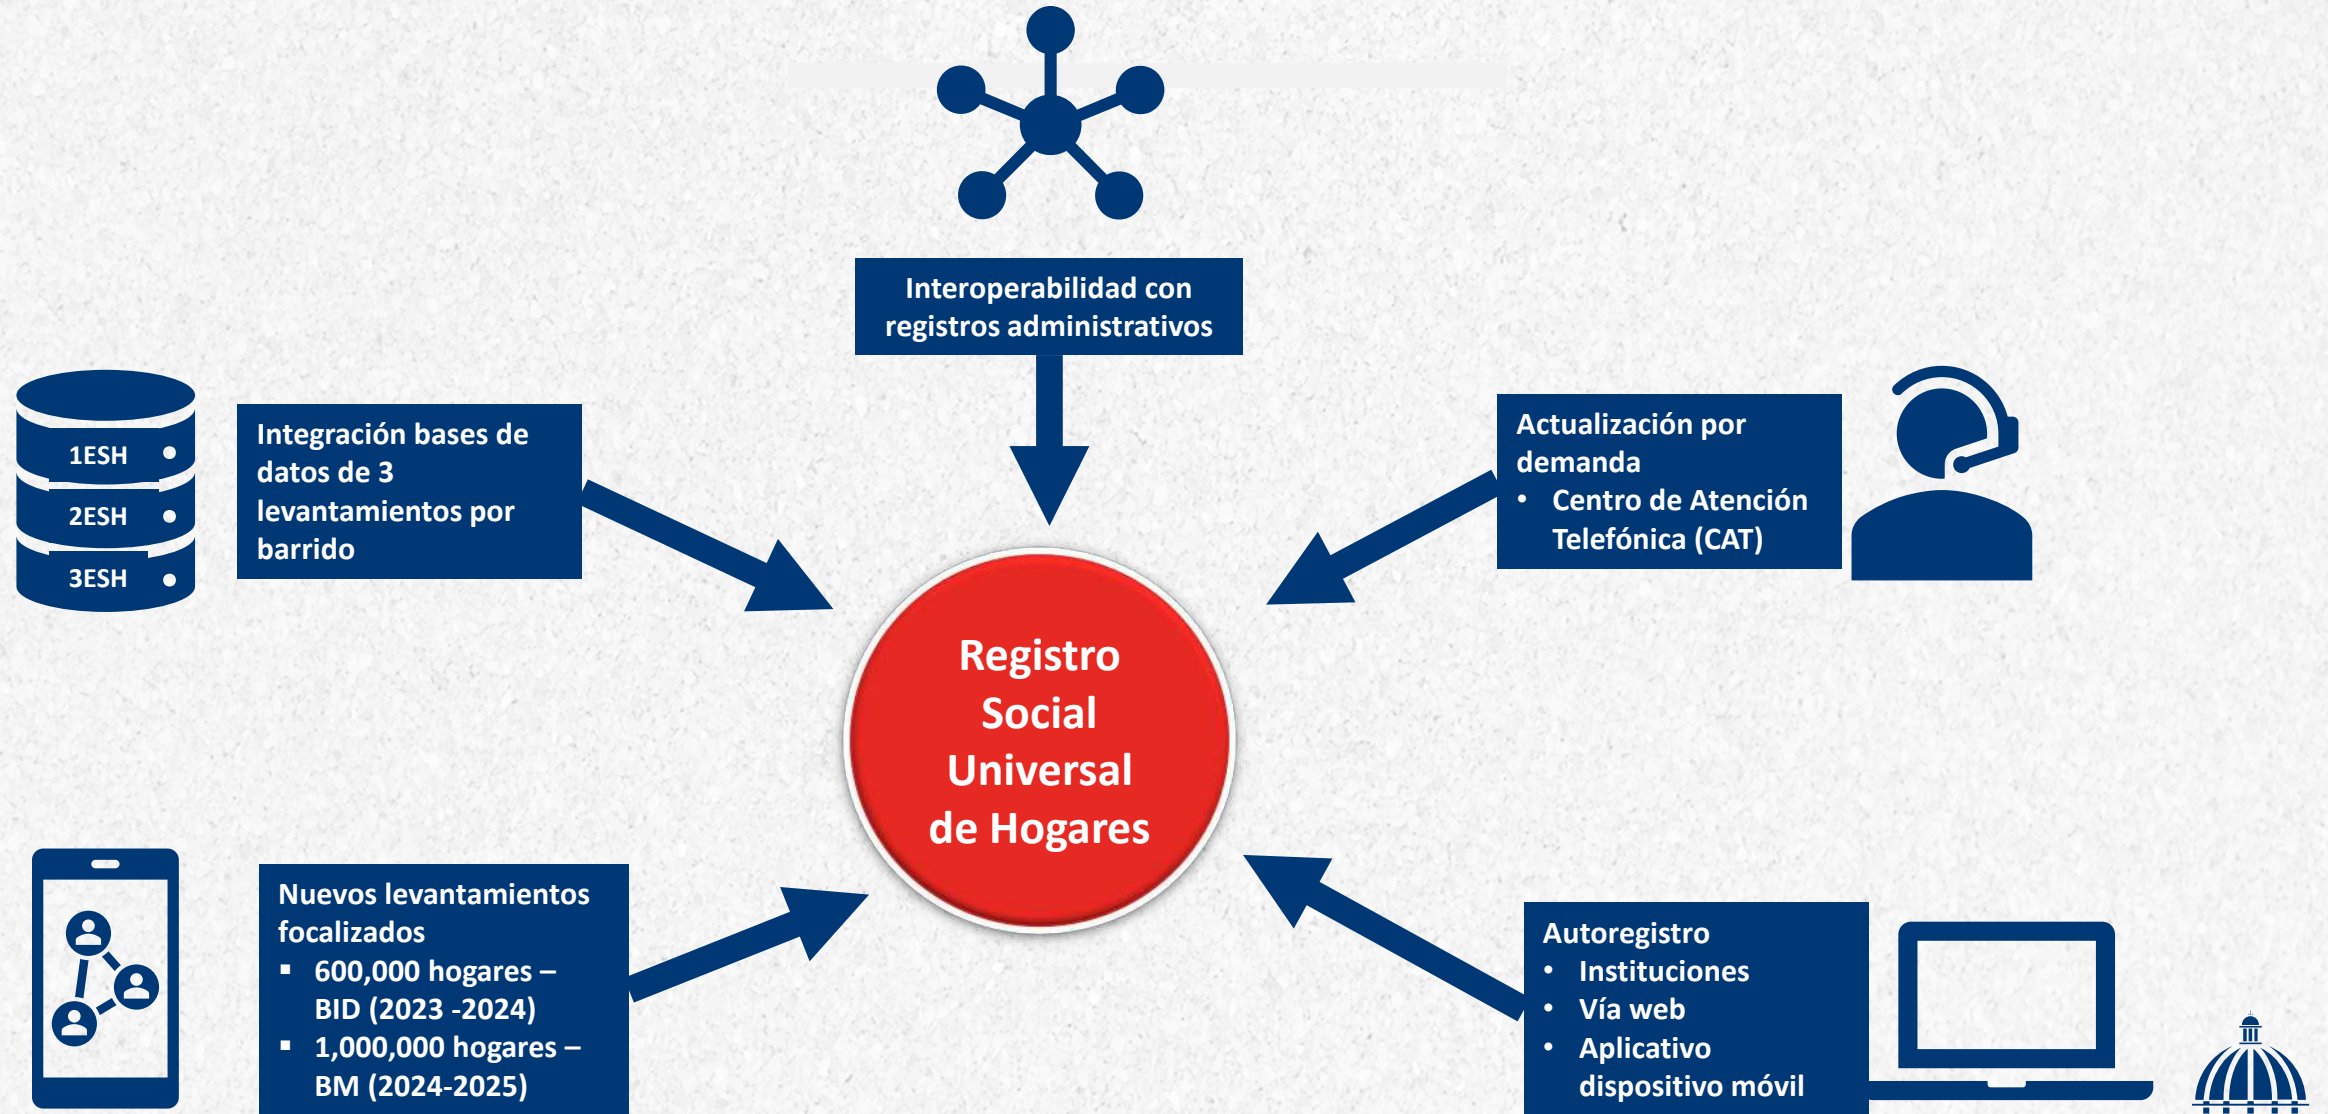 Interoperabilidad con
registros administrativos
1ESH
2ESH
3ESH
Integración bases de
datos de 3
levantamientos por
barrido
Actualización por
demanda
• Centro de Atención
Telefónica (CAT)
Registro
Social
Universal
de Hogares
Nuevos levantamientos
focalizados
▪ 600,000 hogares –
BID (2023 -2024)
▪ 1,000,000 hogares –
BM (2024-2025)
Autoregistro
• Instituciones
• Vía web
• Aplicativo
dispositivo móvil